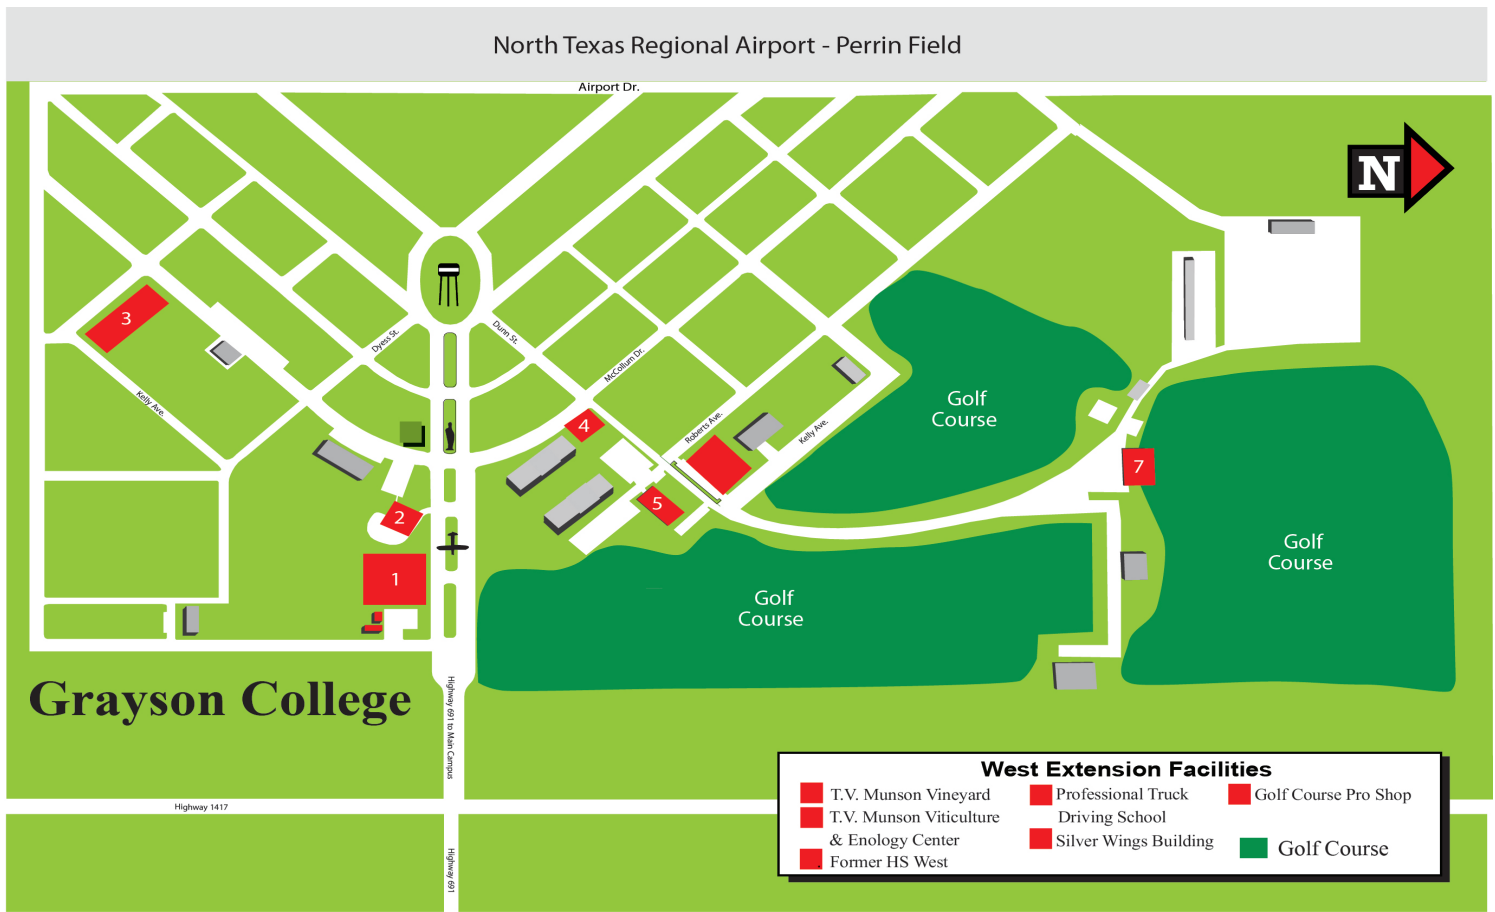 North Texas Regional Airport - Perrin Field
Airport Dr.
N
3
Dyess St.
Dunn St.
McCollum Dr.
Kelly Ave.
Roberts Ave.
Kelly Ave.
4
Golf
Course
7
5
2
1
Golf
Course
Golf
Course
Grayson College
Highway 691 to Main Campus
Highway 1417
Highway 691
West Extension Facilities
T.V. Munson Vineyard
T.V. Munson Viticulture
& Enology Center
Former HS West
Professional Truck
Driving School
Silver Wings Building
Golf Course Pro Shop
Golf Course